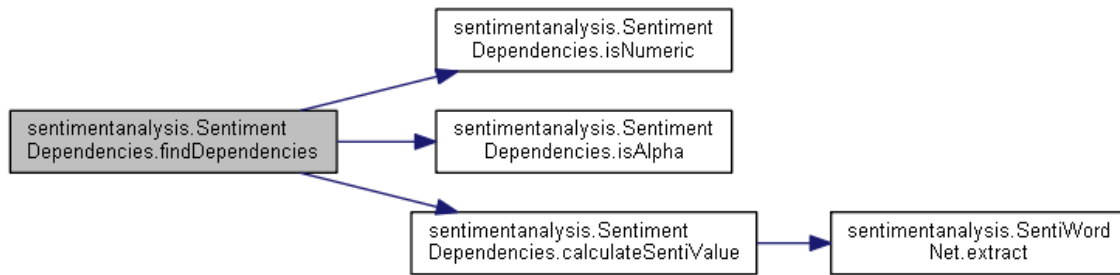 sentimentanalysis.Sentiment
Dependencies.isNumeric
sentimentanalysis.Sentiment
Dependencies.findDependencies
sentimentanalysis.Sentiment
Dependencies.isAlpha
sentimentanalysis.Sentiment
Dependencies.calculateSentiValue
sentimentanalysis.SentiWord
Net.extract